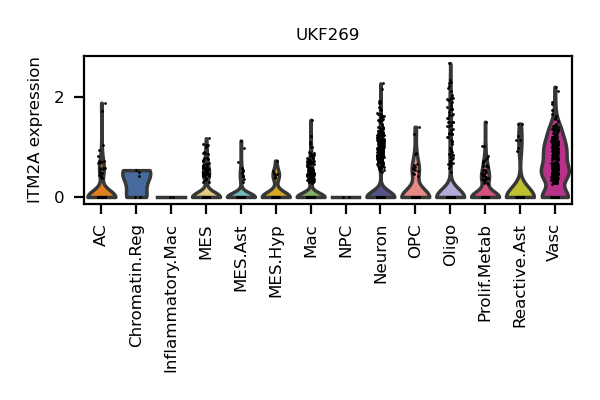 UKF269
ITM2A expression
2
0
AC
Chromatin.Reg
Inflammatory.Mac
MES
MES.Ast
MES.Hyp
Mac
NPC
Neuron
OPC
Oligo
Prolif.Metab
Reactive.Ast
Vasc